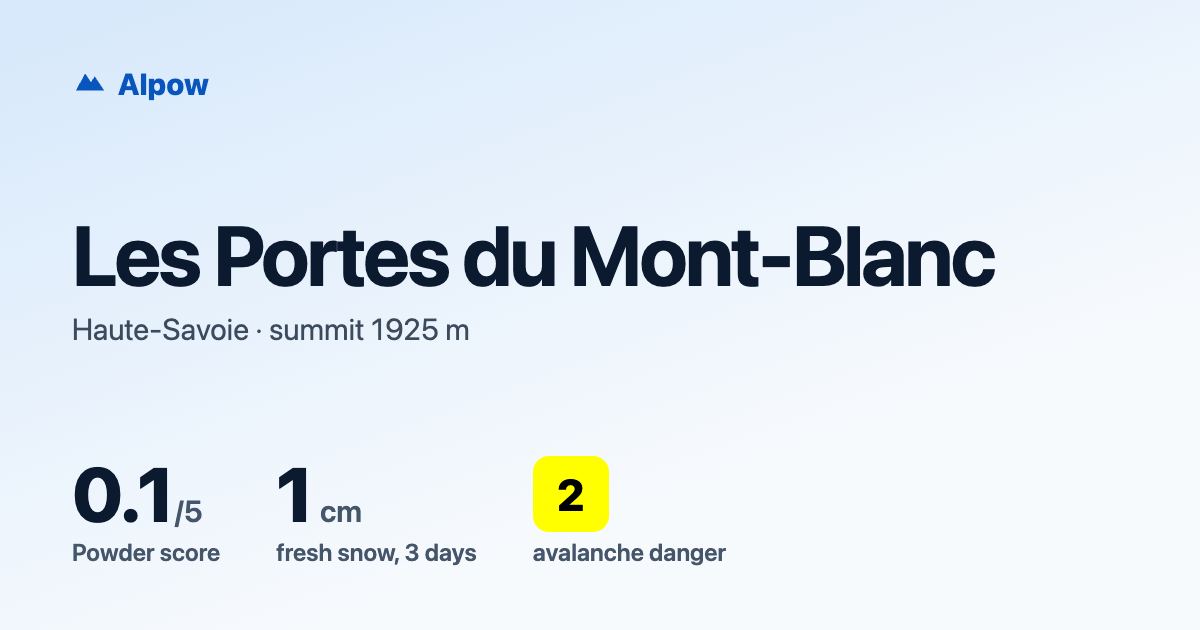 Alpow
Les Portes du Mont-Blanc
Haute-Savoie · summit 1925 m
0.1/5
Powder score
1 cm
fresh snow, 3 days
2
avalanche danger